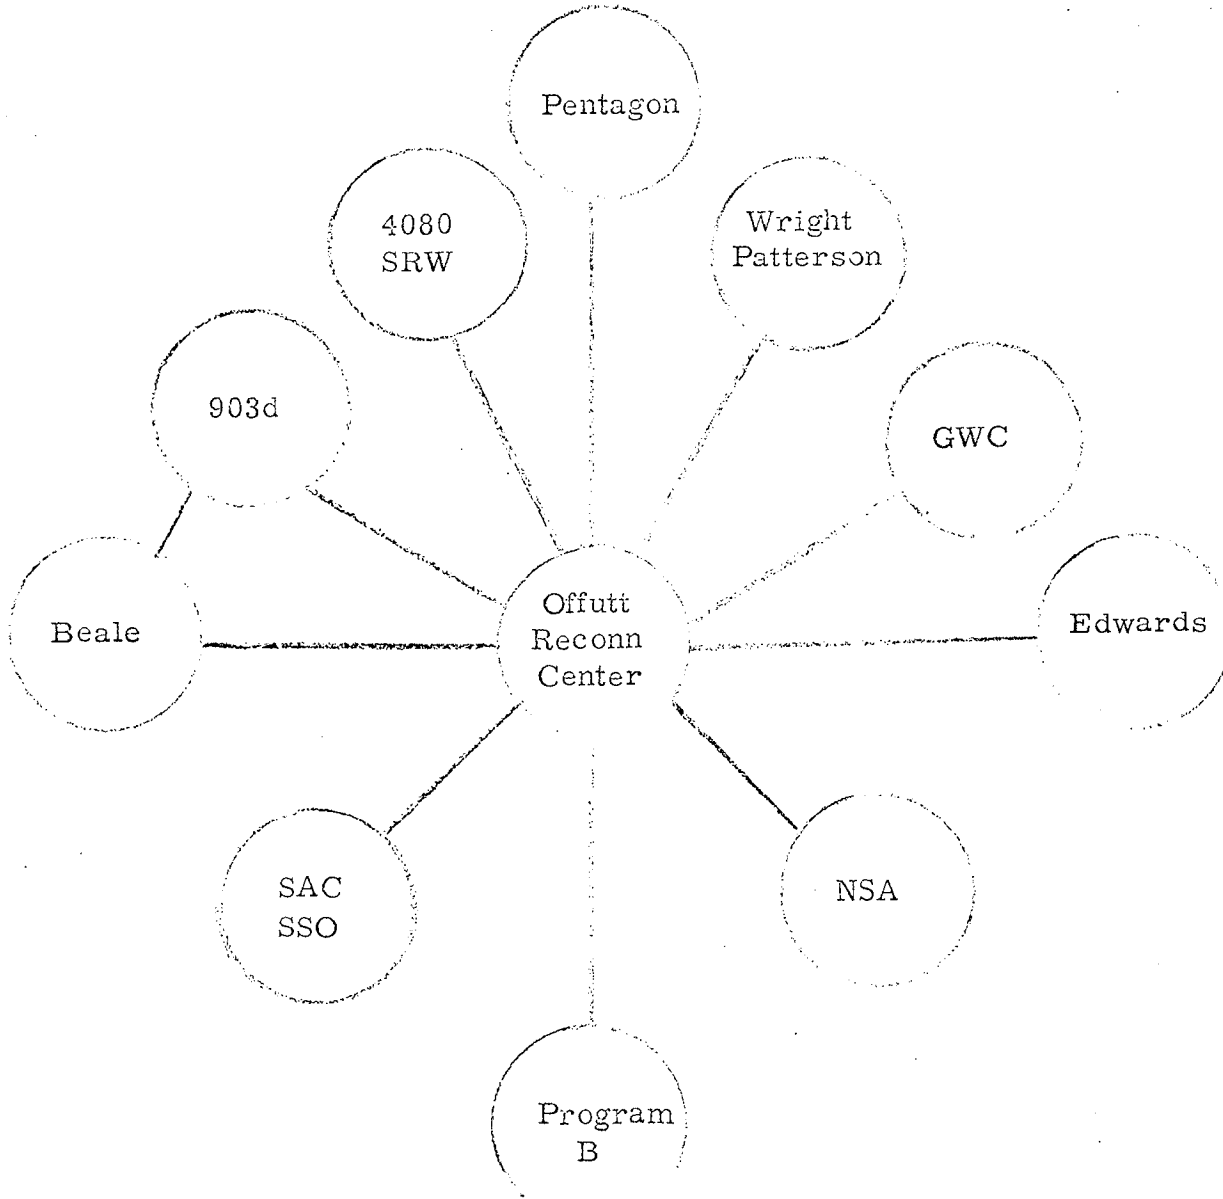 Pentagon
4080
SRW
Wright
Patterson
903d
GWC
Beale
Offutt
Reconn
Center
Edwards
SAC
SSO
NSA
Program
B